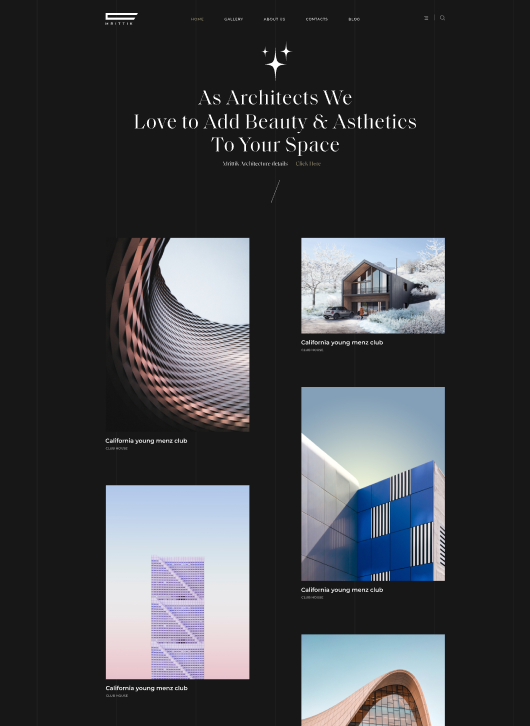 MRITTIK
HOME GALLERY ABOUT US CONTACTS BLOG
As Architects We
Love to Add Beauty & Asthetics
To Your Space
Mrittik Architecture details Click Here
California young menz club
CLUB HOUSE
California young menz club
CLUB HOUSE
California young menz club
CLUB HOUSE
California young menz club
CLUB HOUSE